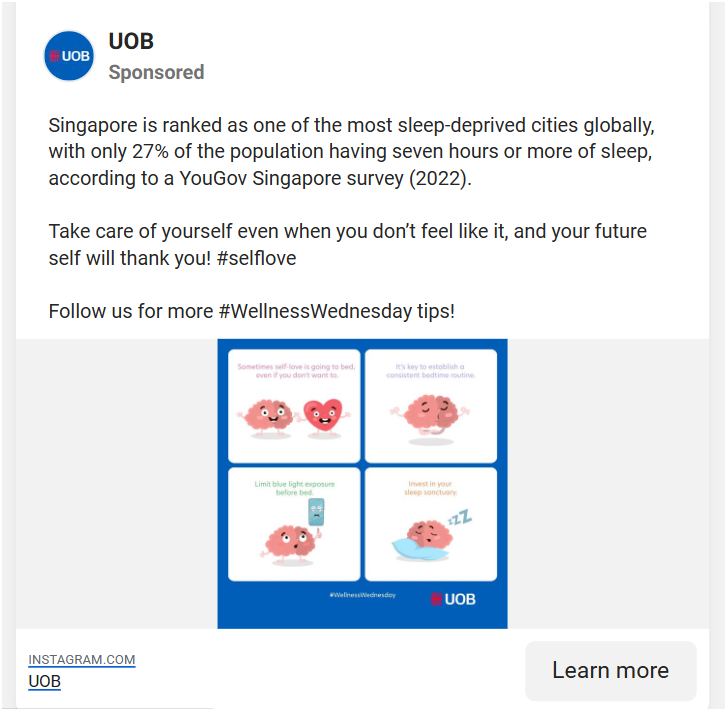 UOB
UOB
Sponsored
Singapore is ranked as one of the most sleep-deprived cities globally,
with only 27% of the population having seven hours or more of sleep,
according to a YouGov Singapore survey (2022).
Take care of yourself even when you don’t feel like it, and your future
self will thank you! #selflove
Follow us for more #WellnessWednesday tips!
Sometimes self-love is going to bed,
even if you don't want to.
It's key to establish a
consistent bedtime routine.
Limit blue light exposure
before bed.
Invest in your
sleep sanctuary.
zzZ
#WellnessWednesday
UOB
INSTAGRAM.COM
UOB
Learn more